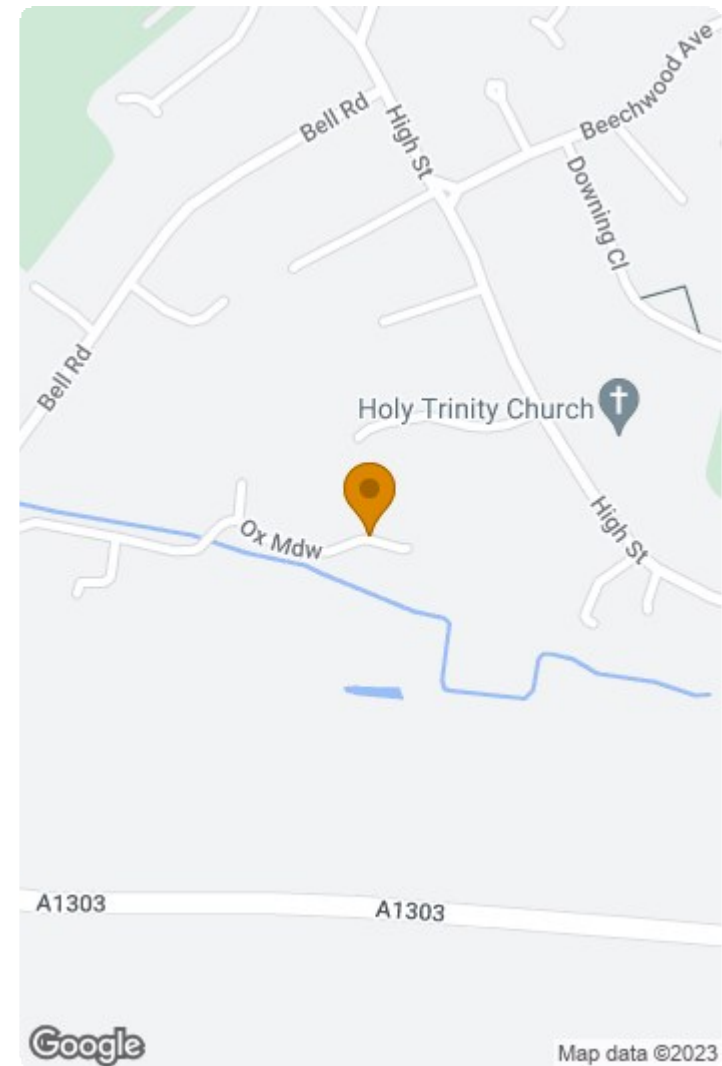 Beechwood Ave
Bell Rd
High St
Downing Cl
Bell Rd
Holy Trinity Church
High St
Ox Mdw
A1303
A1303
Google
Map data ©2023